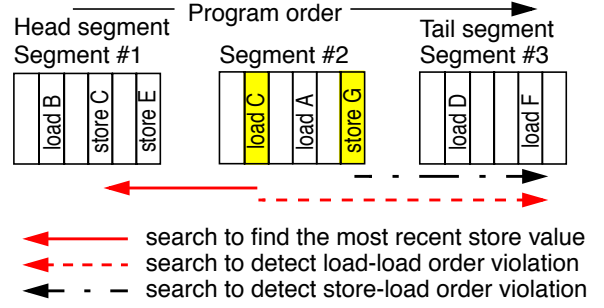 Program order
Head segment
Tail segment
Segment #1
Segment #2
Segment #3
load B
store C
store E
load C
load A
store G
load D
load F
search to find the most recent store value
search to detect load-load order violation
search to detect store-load order violation